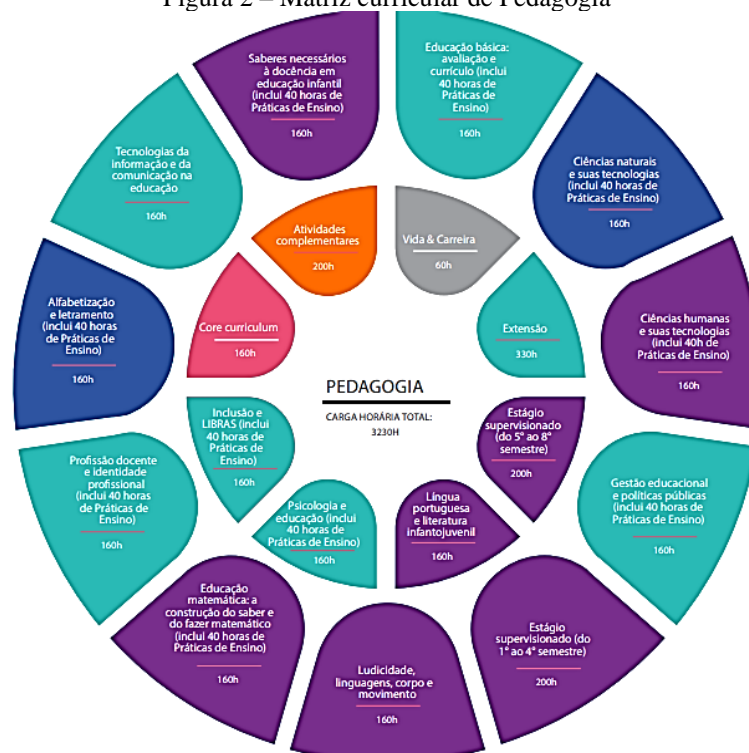 Figura 2 – Matriz curricular de Pedagogia
Saberes necessários
à docência em
educação infantil
(inclui 40 horas de
Práticas de Ensino)
160h
Educação básica:
avaliação e
currículo (inclui
40 horas de
Práticas de
Ensino)
160h
Tecnologias da
informação e da
comunicação na
educação
160h
Ciências naturais
e suas tecnologias
(inclui 40 horas de
Práticas de Ensino)
160h
Atividades
complementares
200h
Vida & Carreira
60h
Alfabetização
e letramento
(inclui 40 horas
de Práticas de
Ensino)
160h
Core curriculum
160h
Extensão
330h
Ciências humanas
e suas tecnologias
(inclui 40h de
Práticas de Ensino)
160h
PEDAGOGIA
CARGA HORÁRIA TOTAL:
3230H
Inclusão e
LIBRAS (inclui
40 horas de
Práticas de
Ensino)
160h
Estágio
supervisionado
(do 5° ao 8°
semestre)
200h
Profissão docente
e identidade
profissional
(inclui 40 horas
de Práticas de
Ensino)
160h
Psicologia e
educação (inclui
40 horas de
Práticas de Ensino)
160h
Língua
portuguesa
e literatura
infantojuvenil
160h
Gestão educacional
e políticas públicas
(inclui 40 horas de
Práticas de Ensino)
160h
Educação
matemática: a
construção do saber e
do fazer matemático
(inclui 40 horas de
Práticas de Ensino)
160h
Ludicidade,
linguagens, corpo e
movimento
160h
Estágio
supervisionado (do
1° ao 4° semestre)
200h